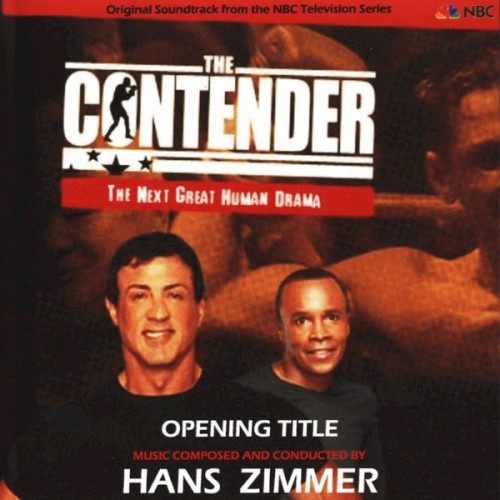 Original Soundtrack from the NBC Television Series
NBC
THE
CONTENDER
THE NEXT GREAT HUMAN DRAMA
OPENING TITLE
MUSIC COMPOSED AND CONDUCTED BY
HANS ZIMMER